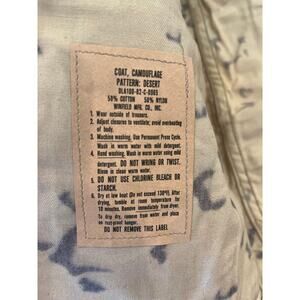 COAT, CAMOUFLAGE
PATTERN: DESERT
DLA100-82-C-0665
50% COTTON 50% NYLON
WINFIELD MFG. CO., INC.
1. Wear outside of trousers.
2. Adjust closures to ventilate; avoid overheating
of body.
3. Machine washing, Use Permanent Press Cycle.
Wash in warm water with mild detergent.
4. Hand washing, Wash in warm water using mild
detergent. DO NOT WRING OR TWIST.
Rinse in clean warm water.
5. DO NOT USE CHLORINE BLEACH OR
STARCH.
6. Dry at low heat (Do not exceed 130°F). After
drying, tumble at room temperature for
10 minutes. Remove immediately from dryer.
To drip dry, remove from water and place
on rust-proof hanger.
DO NOT REMOVE THIS LABEL